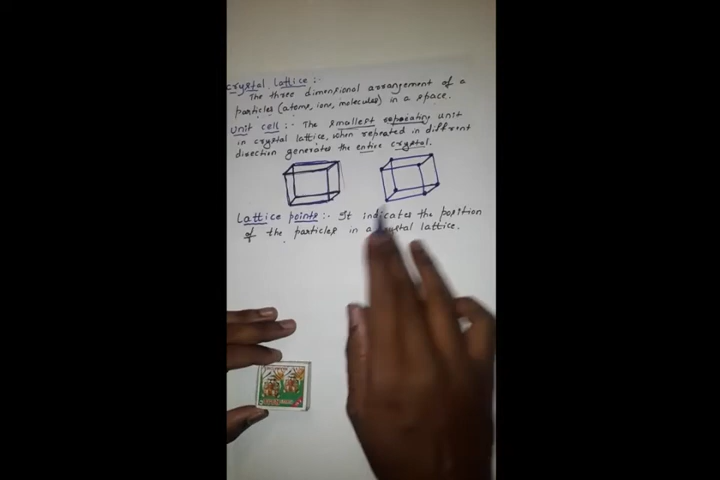 Crystal Lattice :-
The three dimensional arrangement of a
particles (atoms, ions, molecules) in a space.
Unit cell :- The smallest repeating unit
in crystal lattice, when repeated in different
direction generates the entire crystal.
Lattice points :- It indicates the position
of the particles in a crystal lattice.